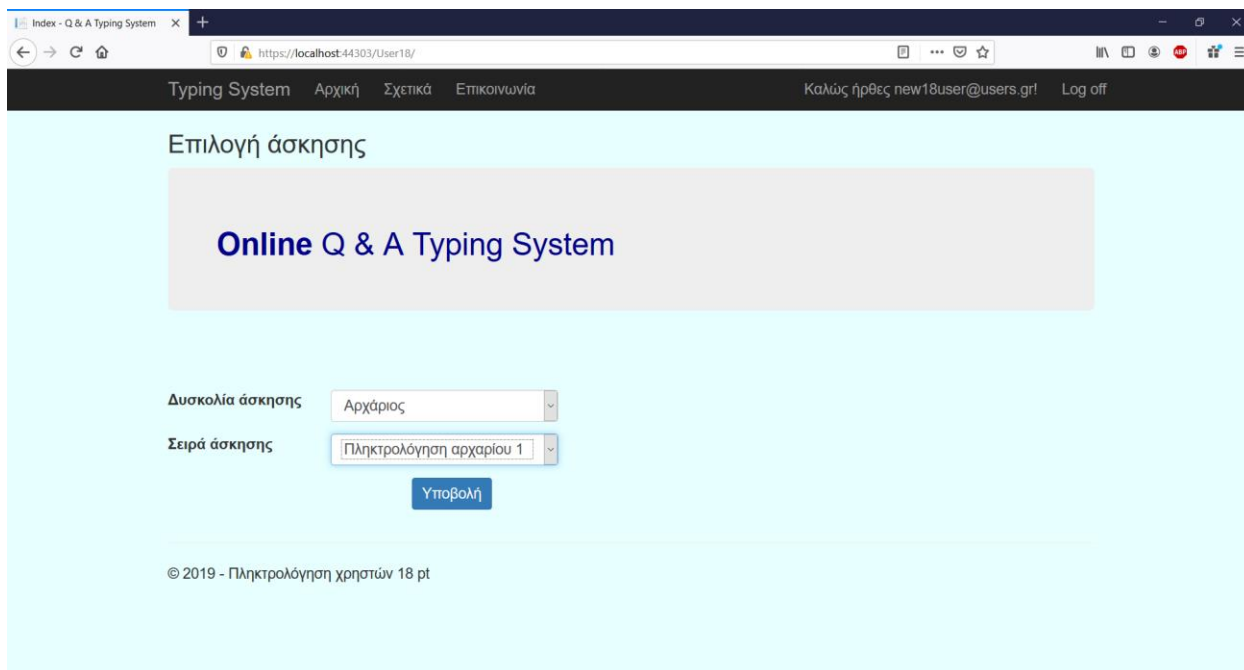 Index - Q & A Typing System
https://localhost:44303/User18/
ABP
Typing System Αρχική Σχετικά Επικοινωνία Καλώς ήρθες new18user@users.gr! Log off
Επιλογή άσκησης
Online Q & A Typing System
Δυσκολία άσκησης Αρχάριος
Σειρά άσκησης Πληκτρολόγηση αρχαρίου 1
Υποβολή
© 2019 - Πληκτρολόγηση χρηστών 18 pt